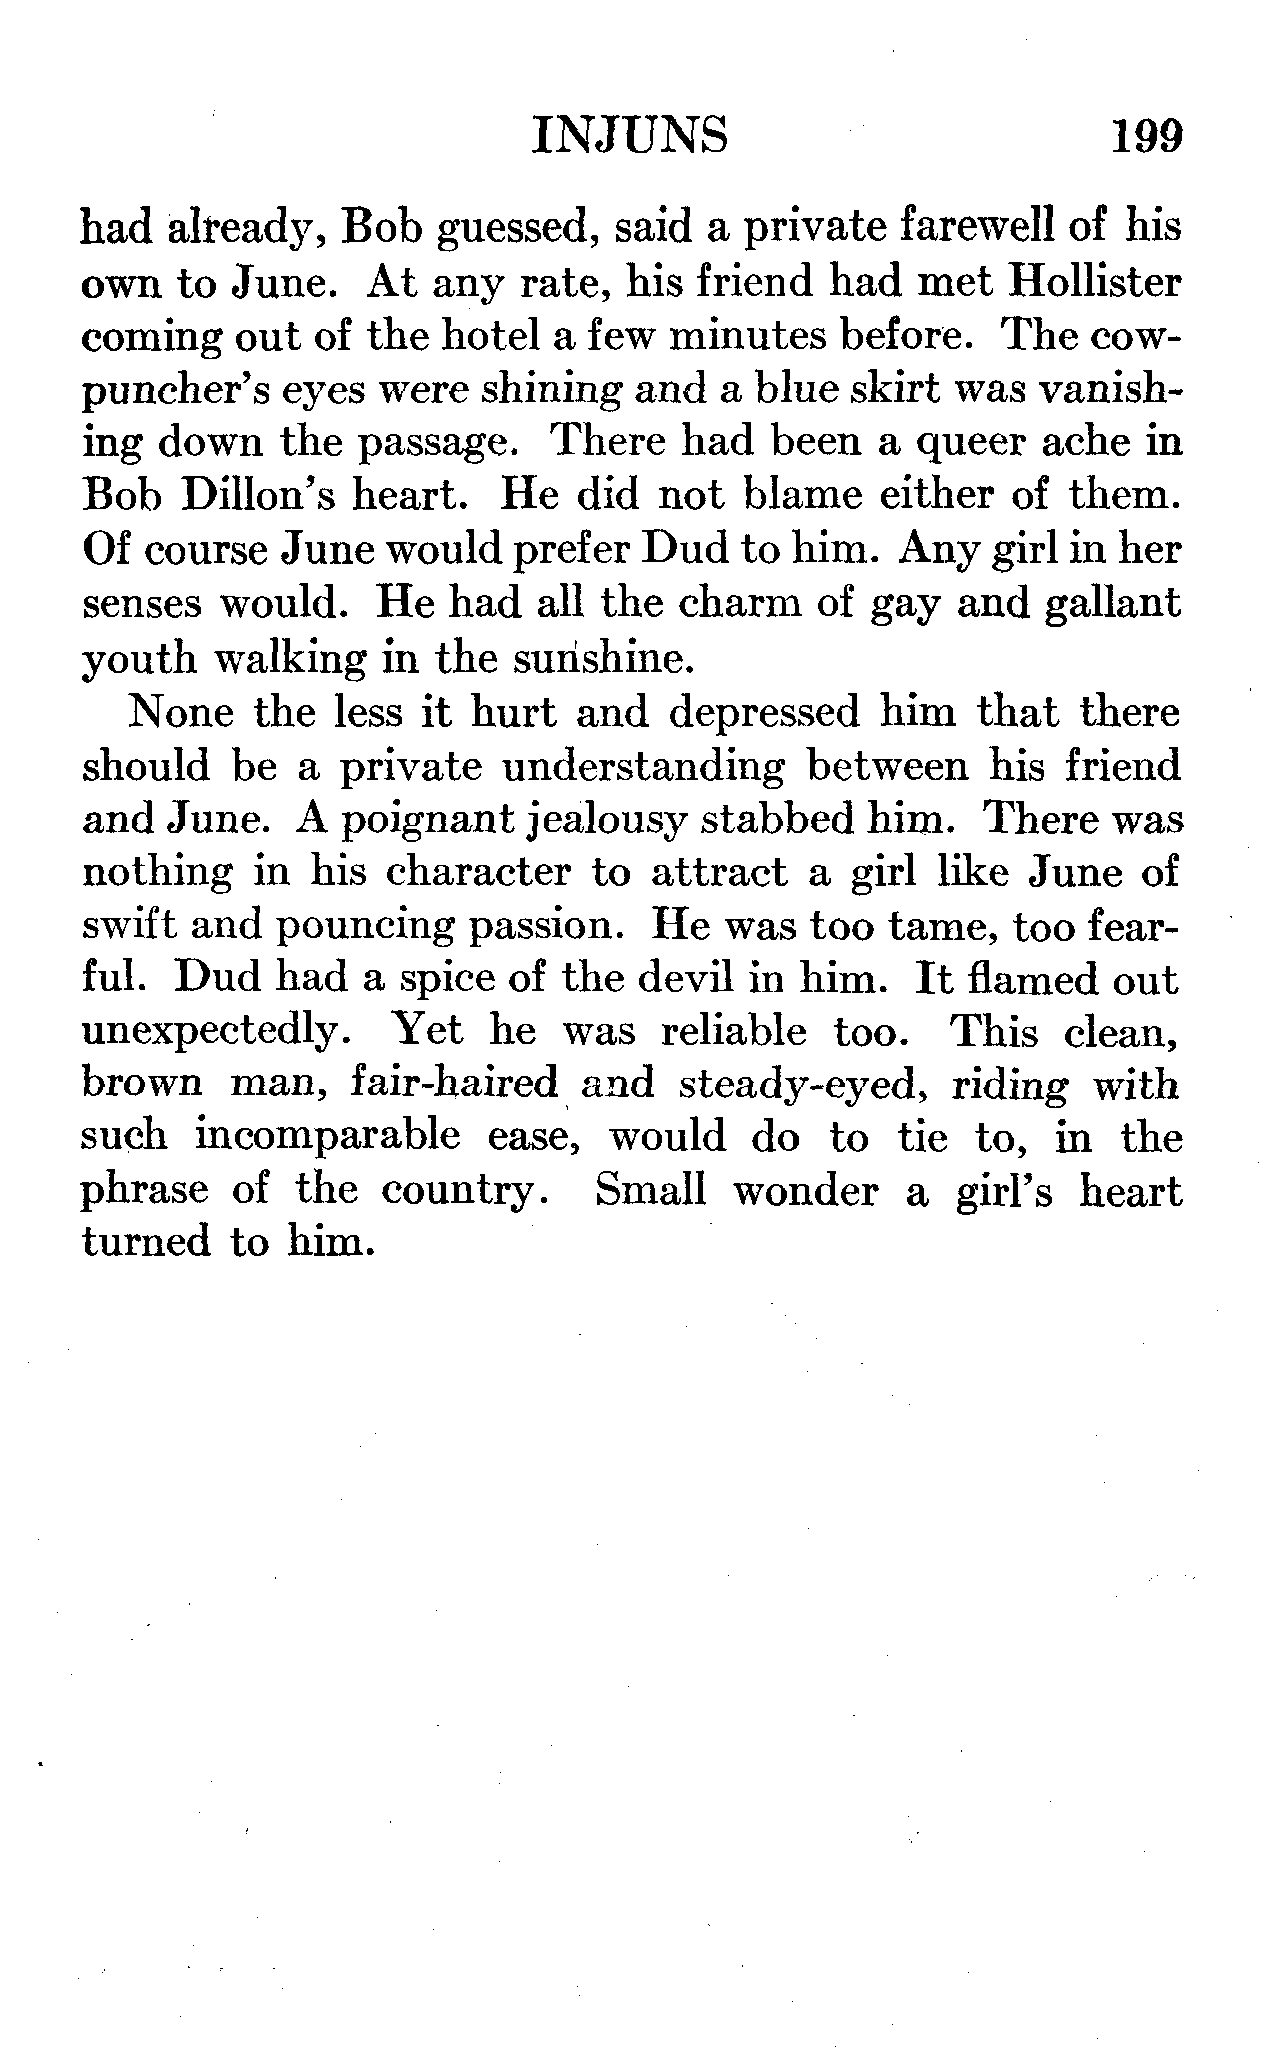 INJUNS 199
had already, Bob guessed, said a private farewell of his
own to June. At any rate, his friend had met Hollister
coming out of the hotel a few minutes before. The cow-
puncher's eyes were shining and a blue skirt was vanish-
ing down the passage. There had been a queer ache in
Bob Dillon's heart. He did not blame either of them.
Of course June would prefer Dud to him. Any girl in her
senses would. He had all the charm of gay and gallant
youth walking in the sunshine.
None the less it hurt and depressed him that there
should be a private understanding between his friend
and June. A poignant jealousy stabbed him. There was
nothing in his character to attract a girl like June of
swift and pouncing passion. He was too tame, too fear-
ful. Dud had a spice of the devil in him. It flamed out
unexpectedly. Yet he was reliable too. This clean,
brown man, fair-haired and steady-eyed, riding with
such incomparable ease, would do to tie to, in the
phrase of the country. Small wonder a girl's heart
turned to him.